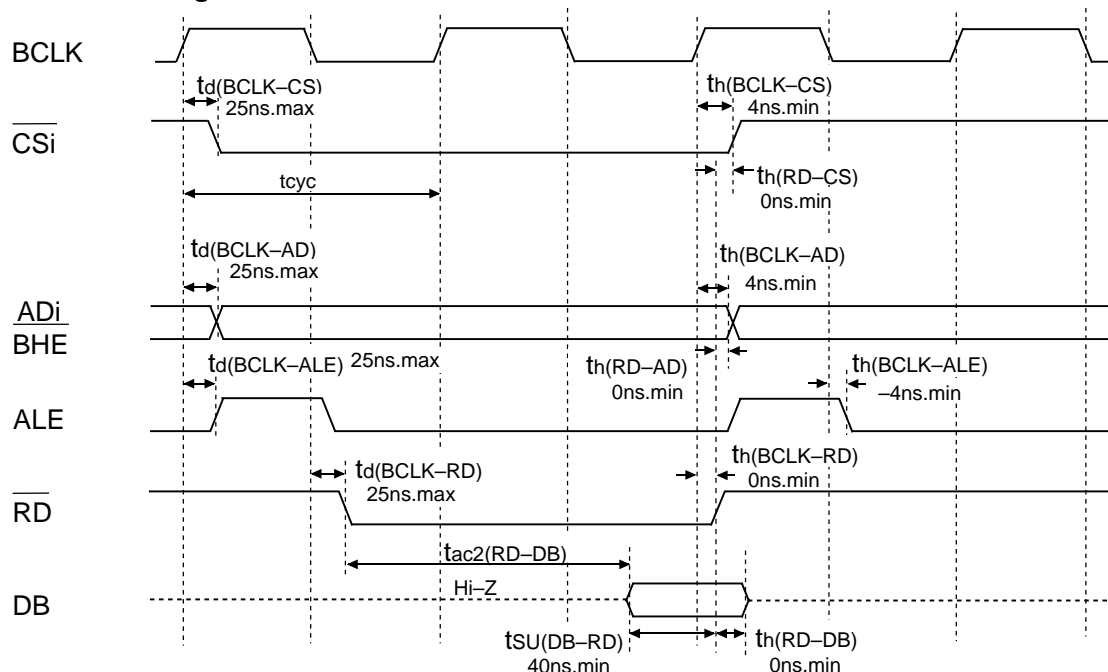 BCLK
td(BCLK–CS)
25ns.max
th(BCLK–CS)
4ns.min
CSi
tcyc
th(RD–CS)
0ns.min
td(BCLK–AD)
25ns.max
th(BCLK–AD)
4ns.min
ADi
BHE
td(BCLK–ALE) 25ns.max
th(RD–AD)
0ns.min
th(BCLK–ALE)
–4ns.min
ALE
td(BCLK–RD)
25ns.max
th(BCLK–RD)
0ns.min
RD
tac2(RD–DB)
Hi–Z
DB
tSU(DB–RD)
40ns.min
th(RD–DB)
0ns.min